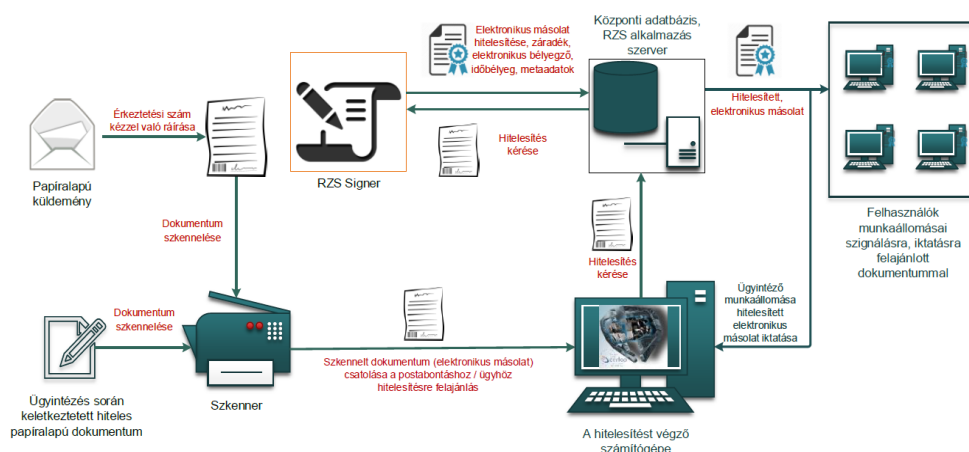 Elektronikus másolat
hitelesítése, záradék,
elektronikus bélyegző,
időbélyeg, metaadatok
Központi adatbázis,
RZS alkalmazás
szerver
Érkeztetési szám
kézzel való ráírása
Hitelesített,
elektronikus másolat
Hitelesítés
kérése
Papíralapú
küldemény
RZS Signer
Dokumentum
szkennelése
Hitelesítés
kérése
Felhasználók
munkaállomásai
szignálásra, iktatásra
felajánlott
dokumentummal
Dokumentum
szkennelése
Ügyintéző
munkaállomása
hitelesített
elektronikus
másolat iktatása
Szkennelt dokumentum (elektronikus másolat)
csatolása a postabontáshoz / ügyhöz
hitelesítésre felajánlás
Szkenner
Ügyintézés során
keletkeztetett hiteles
papíralapú dokumentum
A hitelesítést végző
számítógépe